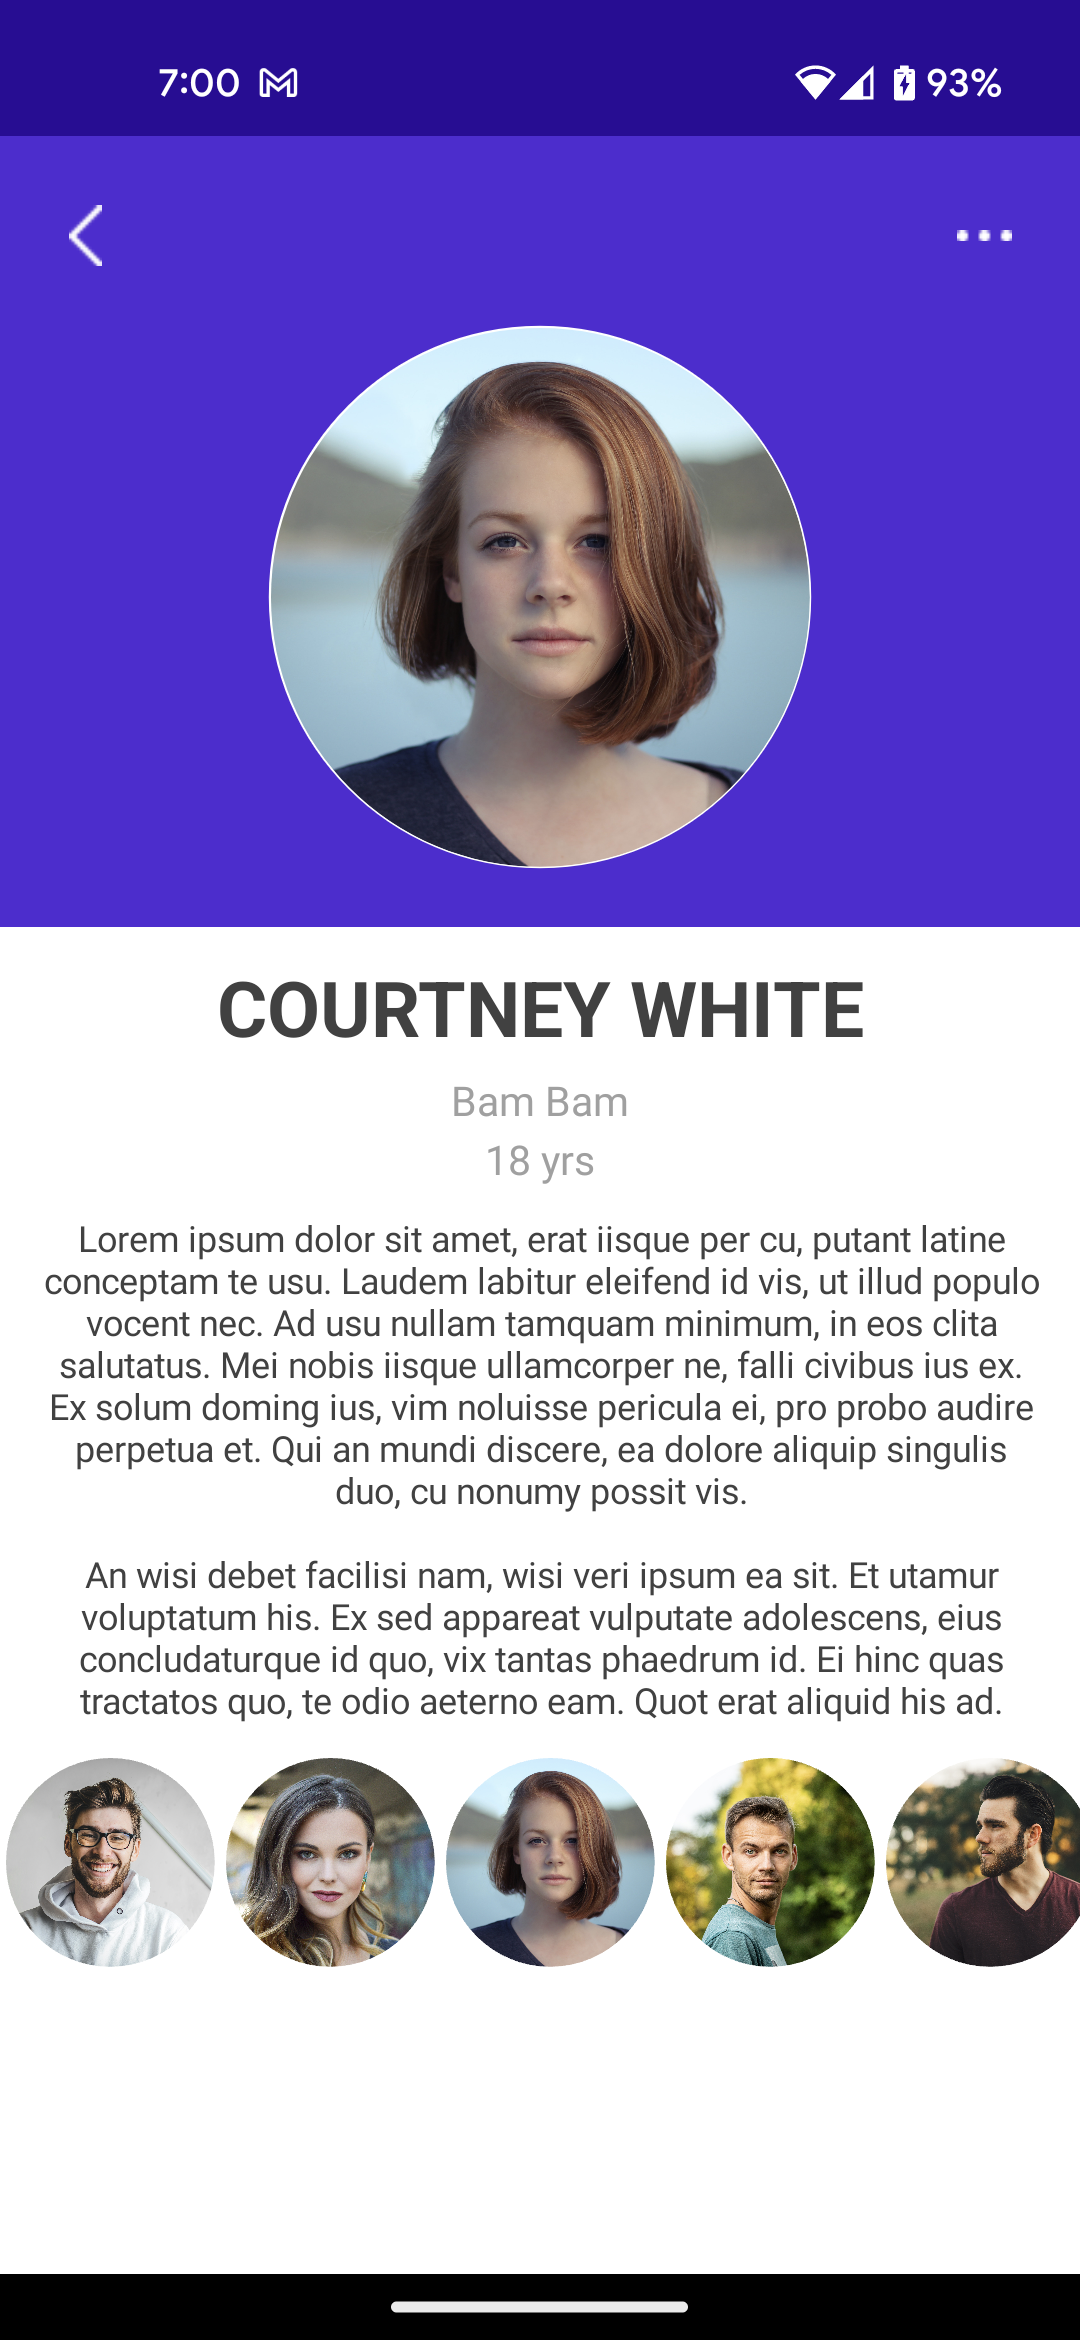 7:00 93%
COURTNEY WHITE
Bam Bam
18 yrs
Lorem ipsum dolor sit amet, erat iisque per cu, putant latine
conceptam te usu. Laudem labitur eleifend id vis, ut illud populo
vocent nec. Ad usu nullam tamquam minimum, in eos clita
salutatus. Mei nobis iisque ullamcorper ne, falli civibus ius ex.
Ex solum doming ius, vim noluisse pericula ei, pro probo audire
perpetua et. Qui an mundi discere, ea dolore aliquip singulis
duo, cu nonumy possit vis.
An wisi debet facilisi nam, wisi veri ipsum ea sit. Et utamur
voluptatum his. Ex sed appareat vulputate adolescens, eius
concludaturque id quo, vix tantas phaedrum id. Ei hinc quas
tractatos quo, te odio aeterno eam. Quot erat aliquid his ad.